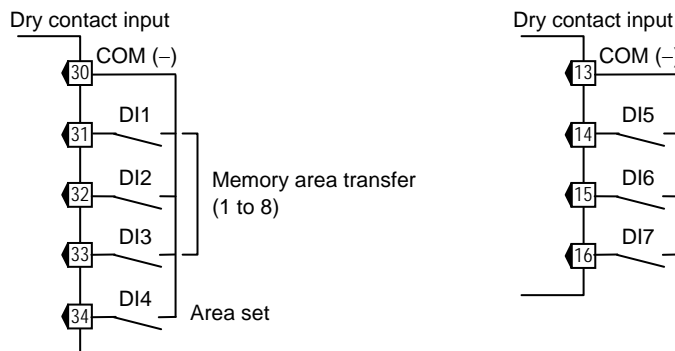 Dry contact input
COM (–)
30
DI1
31
DI2
32
Memory area transfer
(1 to 8)
DI3
33
DI4
34
Area set
Dry contact input
COM (–)
13
DI5
14
DI6
15
DI7
16